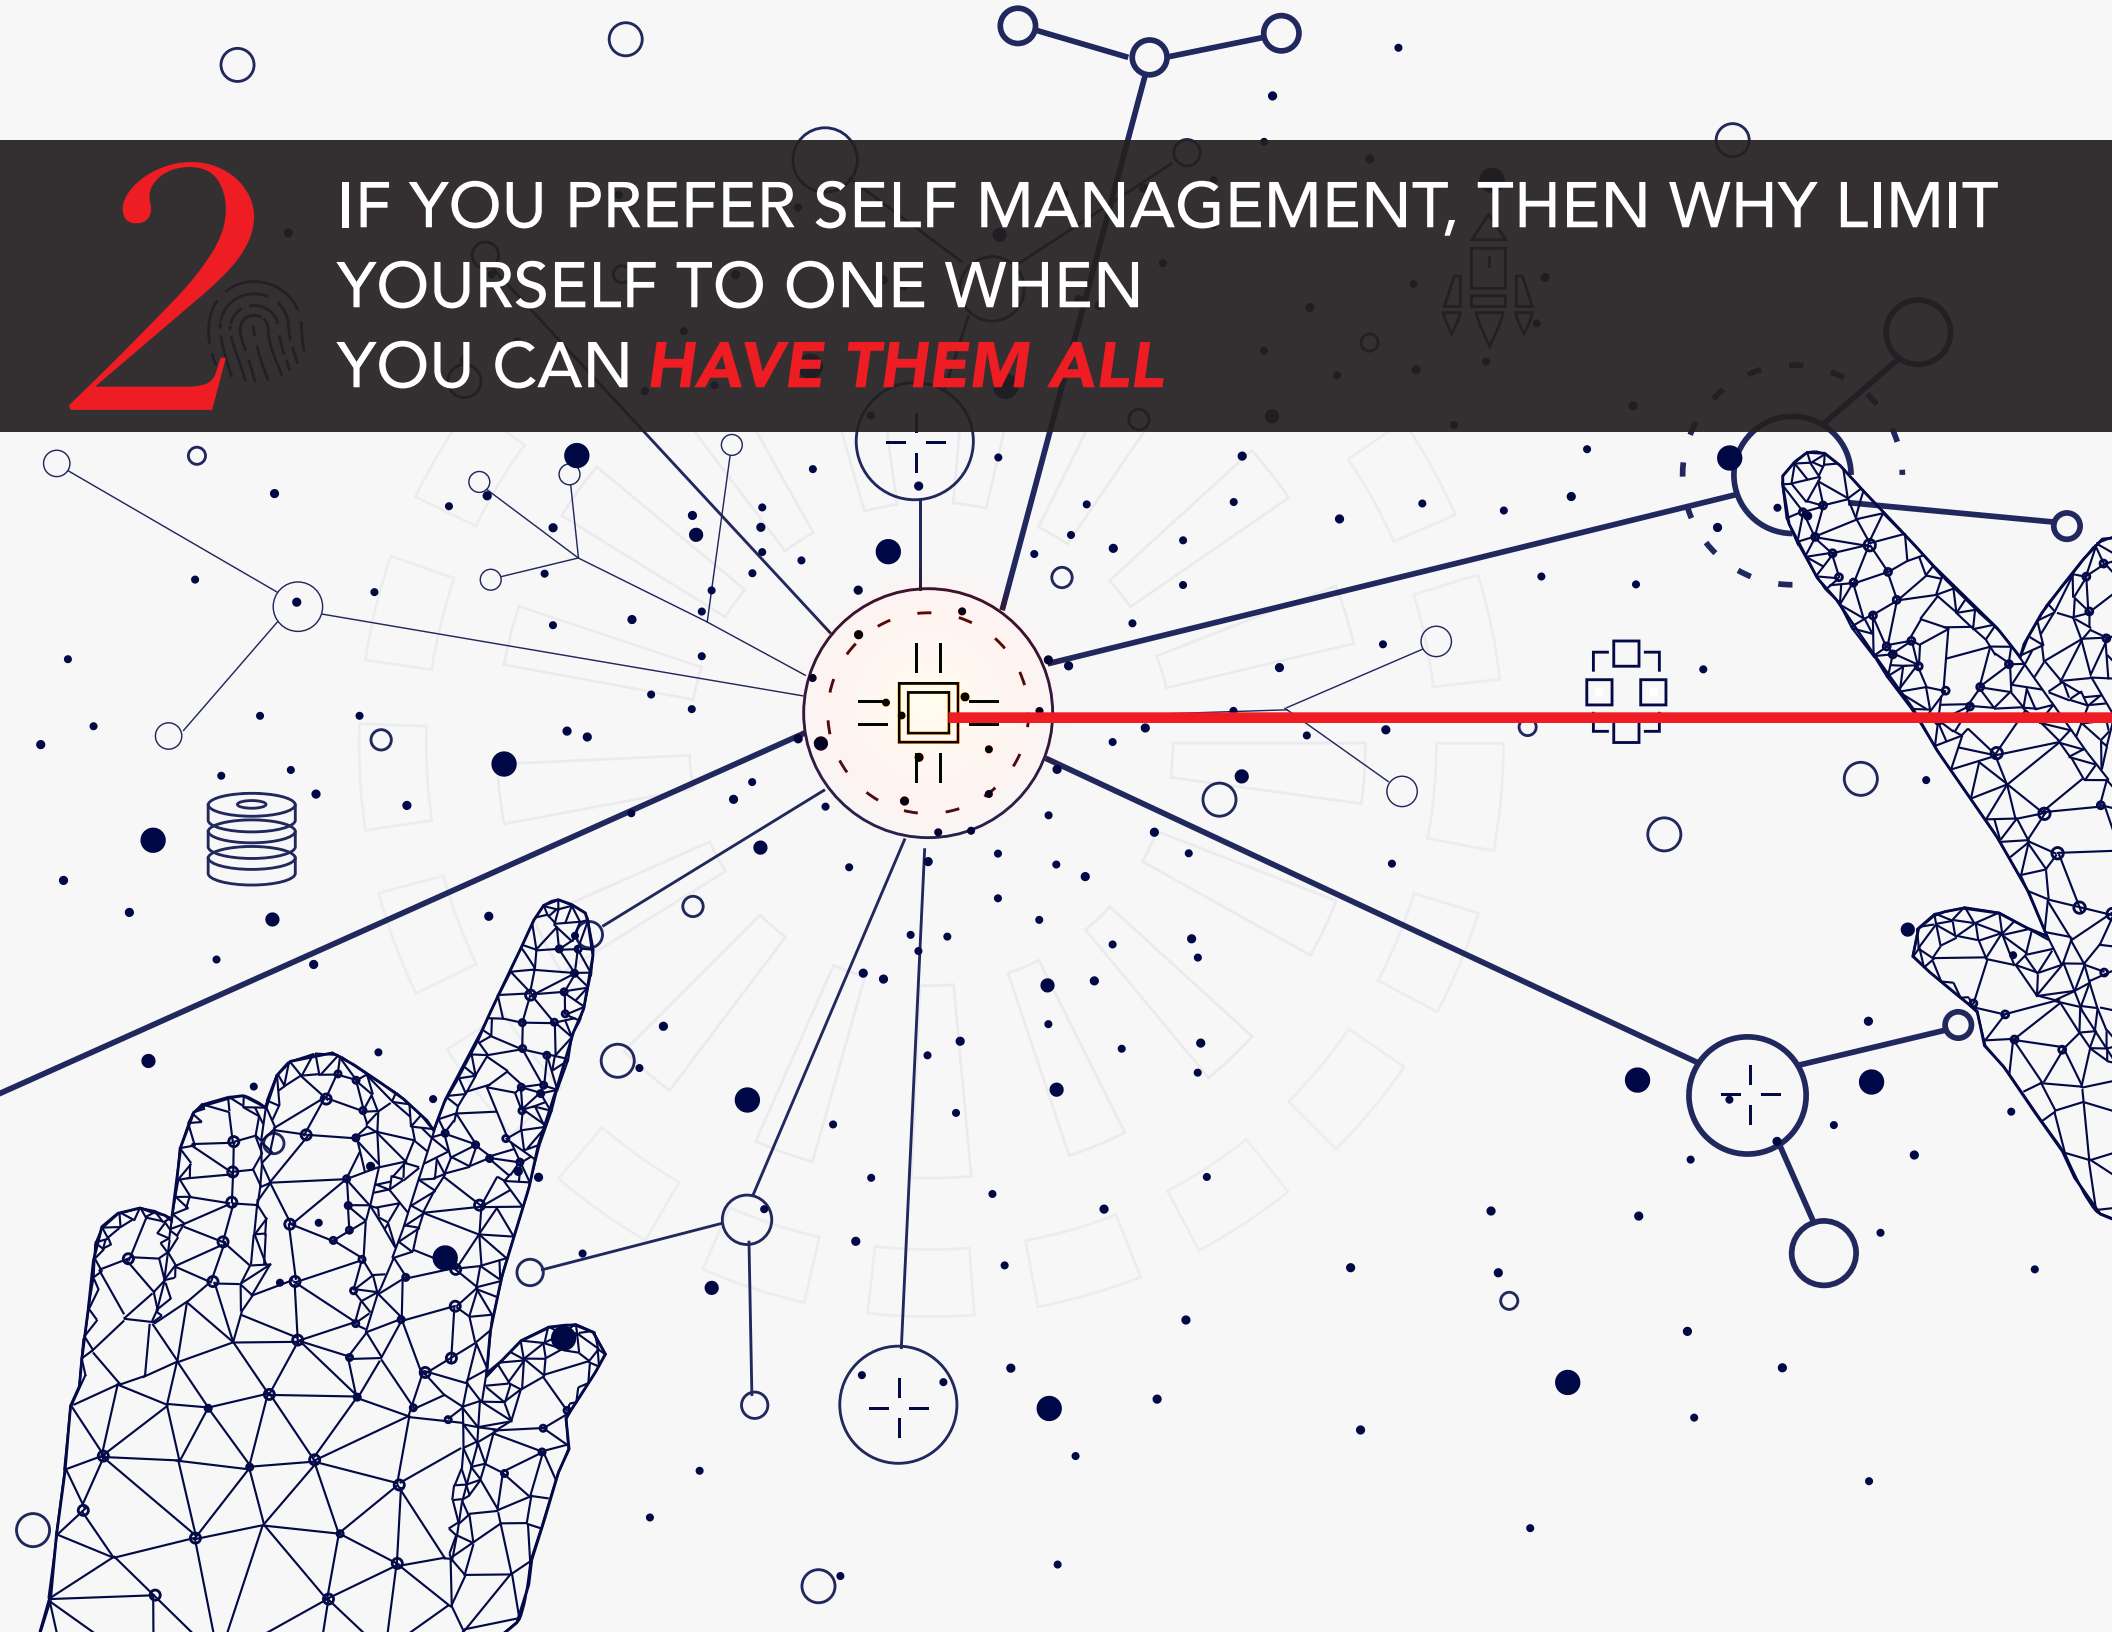 2
IF YOU PREFER SELF MANAGEMENT, THEN WHY LIMIT
YOURSELF TO ONE WHEN
YOU CAN HAVE THEM ALL